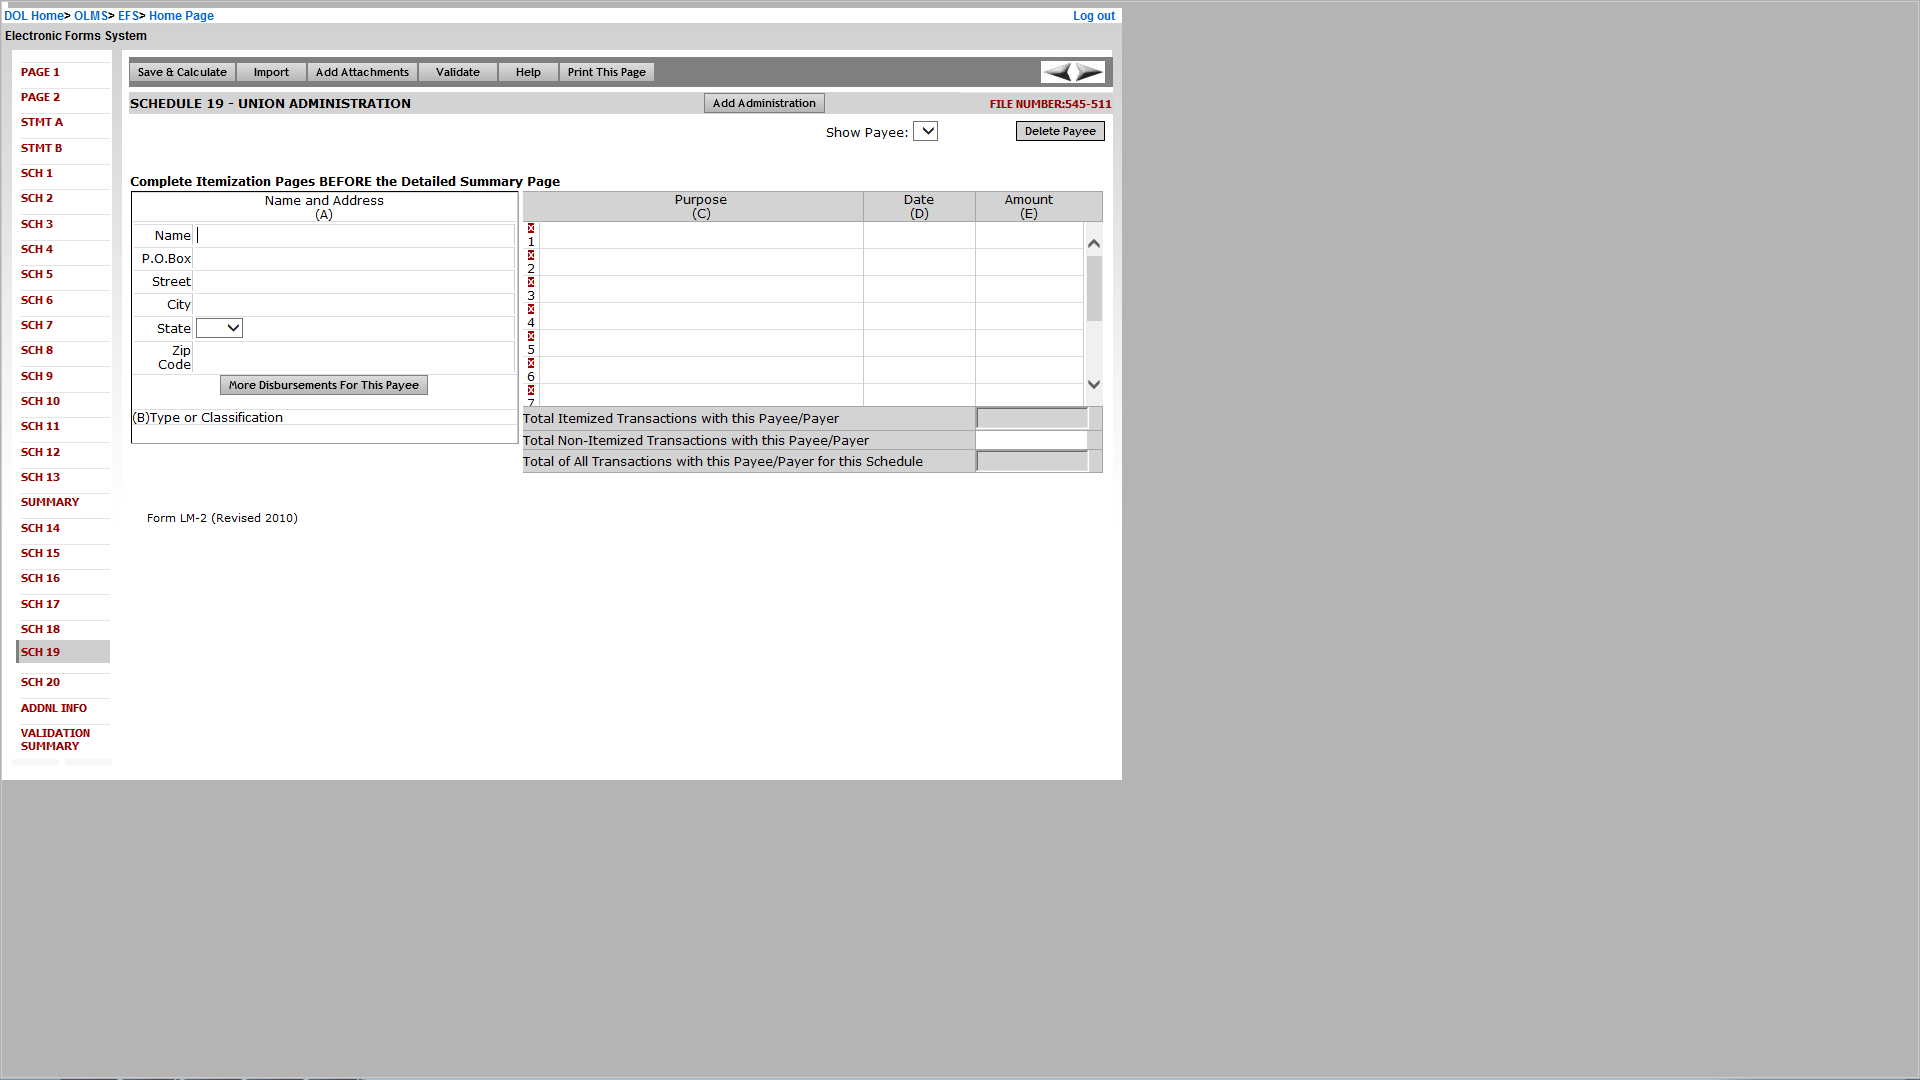 DOL Home> OLMS> EFS> Home Page
Log out
Electronic Forms System
PAGE 1
PAGE 2
STMT A
STMT B
SCH 1
SCH 2
SCH 3
SCH 4
SCH 5
SCH 6
SCH 7
SCH 8
SCH 9
SCH 10
SCH 11
SCH 12
SCH 13
SUMMARY
SCH 14
SCH 15
SCH 16
SCH 17
SCH 18
SCH 19
SCH 20
ADDNL INFO
VALIDATION
SUMMARY
Save & Calculate Import Add Attachments Validate Help Print This Page
SCHEDULE 19 - UNION ADMINISTRATION
Add Administration
FILE NUMBER:545-511
Show Payee:
Delete Payee
Complete Itemization Pages BEFORE the Detailed Summary Page
Name and Address
(A)
Name
P.O.Box
Street
City
State
Zip
Code
More Disbursements For This Payee
(B)Type or Classification
Purpose
(C)
Date
(D)
Amount
(E)
1
2
3
4
5
6
7
Total Itemized Transactions with this Payee/Payer
Total Non-Itemized Transactions with this Payee/Payer
Total of All Transactions with this Payee/Payer for this Schedule
Form LM-2 (Revised 2010)